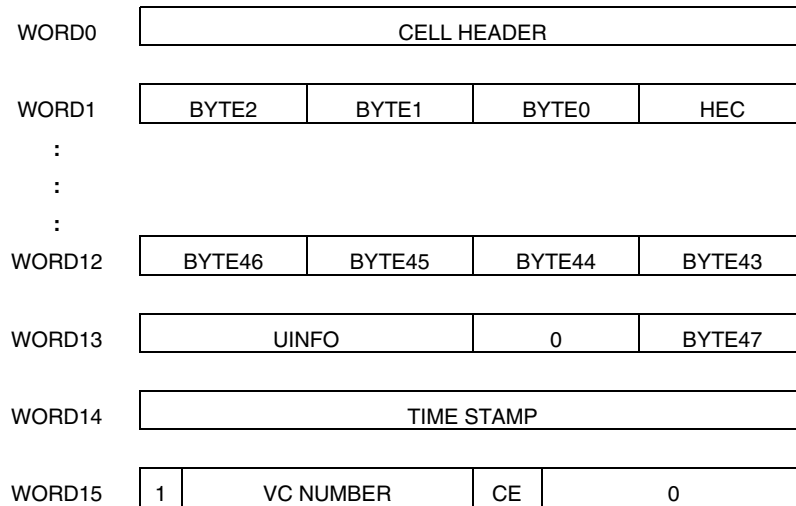 WORD0 CELL HEADER
WORD1 BYTE2 BYTE1 BYTE0 HEC
:
:
:
WORD12 BYTE46 BYTE45 BYTE44 BYTE43
WORD13 UINFO 0 BYTE47
WORD14 TIME STAMP
WORD15 1 VC NUMBER CE 0